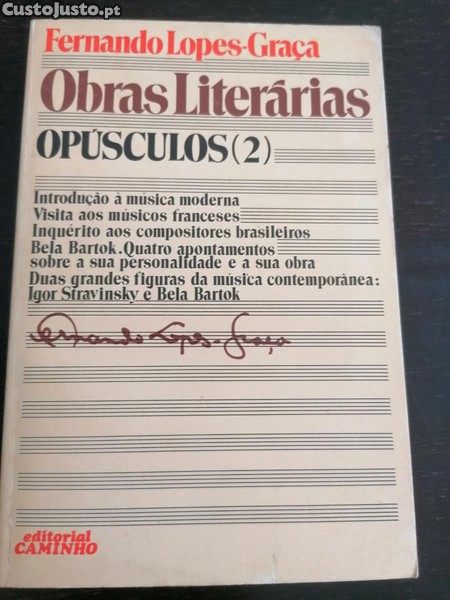 CustoJusto.pt
Fernando Lopes-Graça
Obras Literárias
OPÚSCULOS (2)
Introdução à música moderna
Visita aos músicos franceses
Inquérito aos compositores brasileiros
Bela Bartok. Quatro apontamentos
sobre a sua personalidade e a sua obra
Duas grandes figuras da música contemporânea:
Igor Stravinsky e Bela Bartok
Fernando Lopes-Graça
editorial
CAMINHO